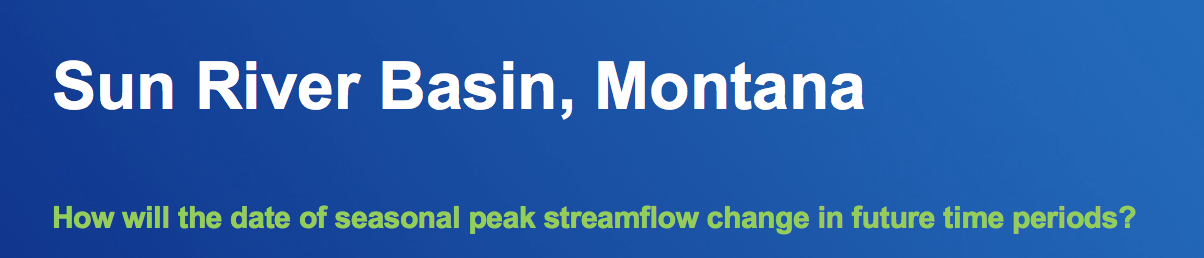 Sun River Basin, Montana
How will the date of seasonal peak streamflow change in future time periods?